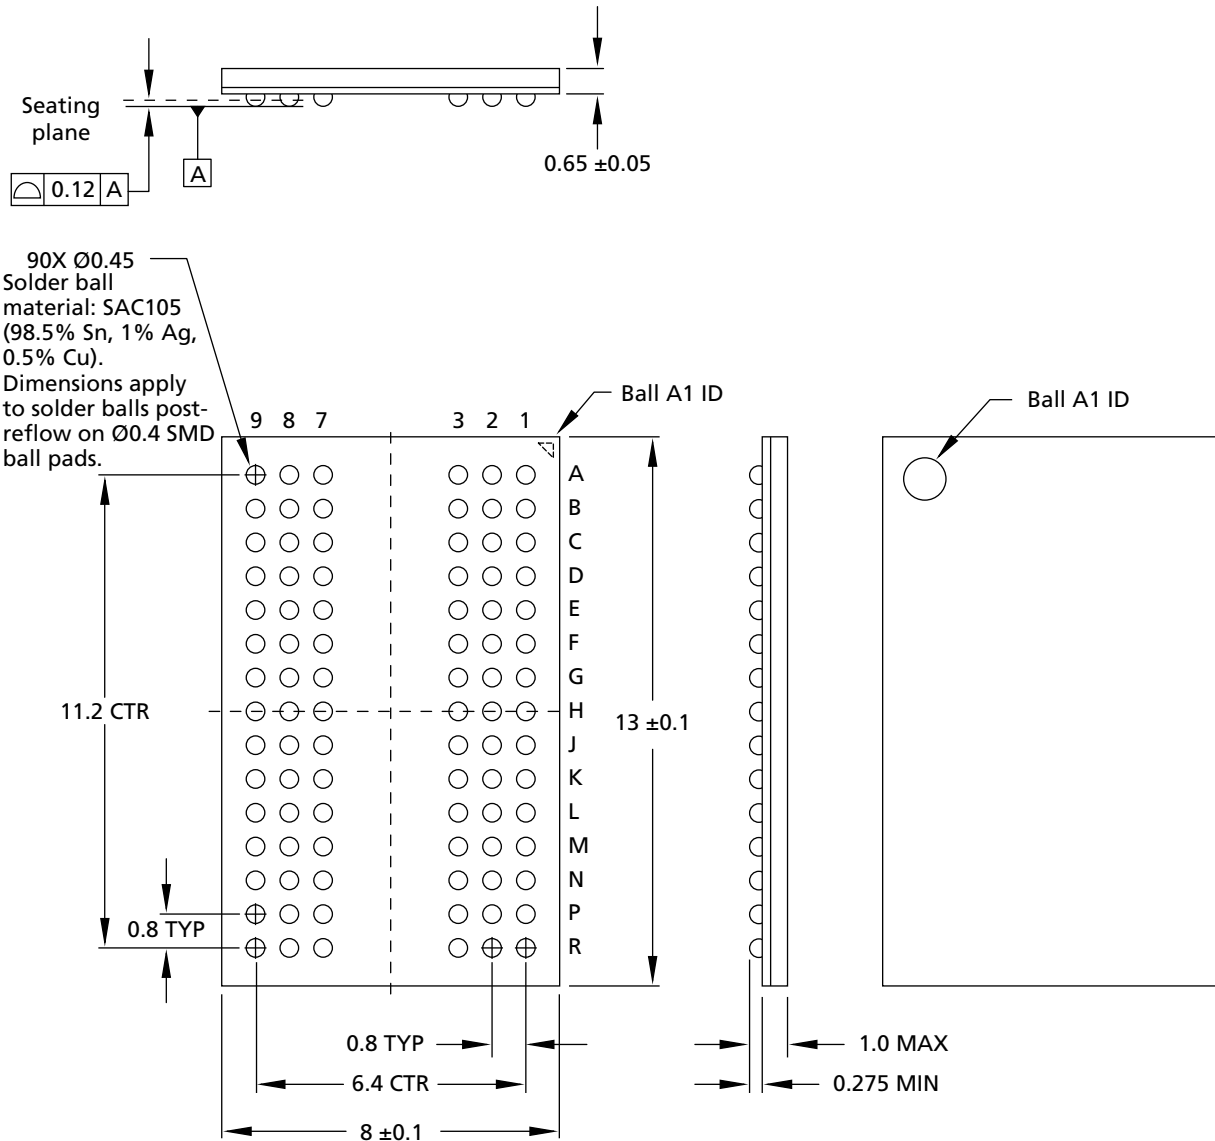 Seating
plane
0.65 ±0.05
A
0.12 A
90X Ø0.45
Solder ball
material: SAC105
(98.5% Sn, 1% Ag,
0.5% Cu).
Dimensions apply
to solder balls post-
reflow on Ø0.4 SMD
ball pads.
Ball A1 ID
Ball A1 ID
9 8 7 3 2 1
A
B
C
D
E
F
G
H
J
K
L
M
N
P
R
11.2 CTR
13 ±0.1
0.8 TYP
0.8 TYP
1.0 MAX
6.4 CTR
0.275 MIN
8 ±0.1